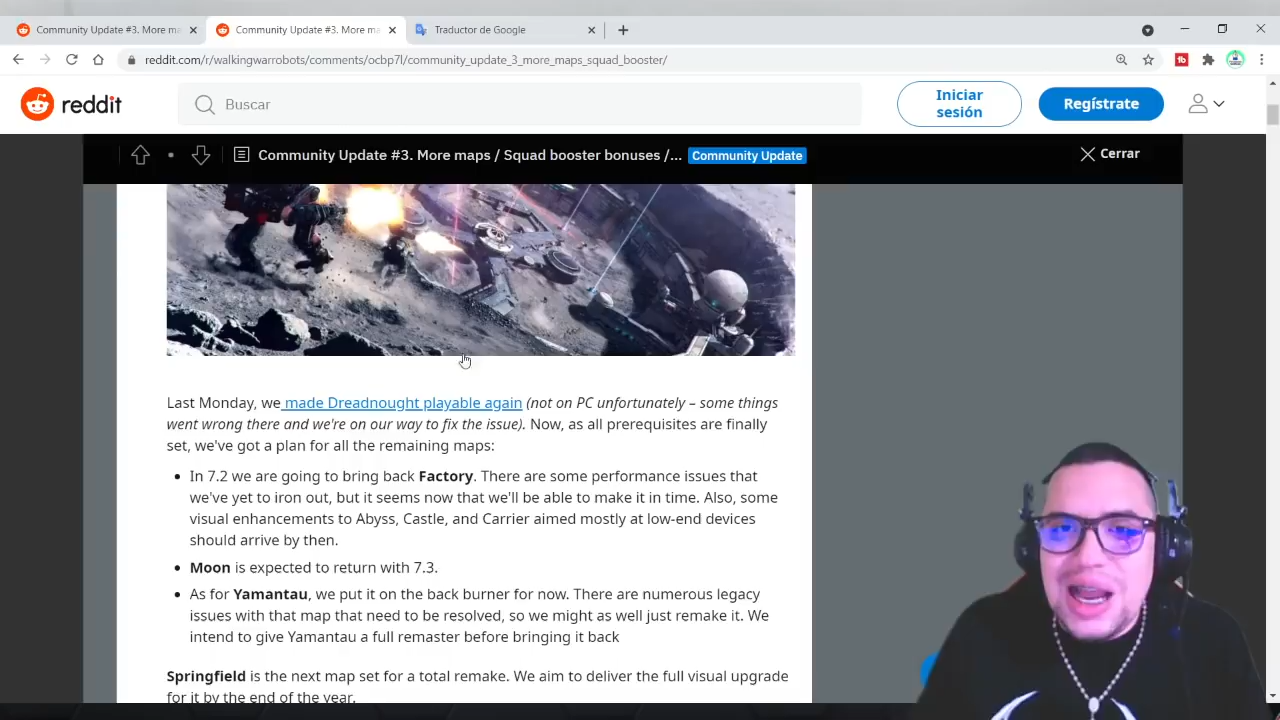 Community Update #3. More m
Community Update #3. More ma
Traductor de Google
reddit.com/r/walkingwarrobots/comments/ocbp7l/community_update_3_more_maps_squad_booster/
reddit
Buscar
Iniciar
sesión
Regístrate
Community Update #3. More maps / Squad booster bonuses /...
Community Update
Cerrar
Last Monday, we made Dreadnought playable again (not on PC unfortunately – some things
went wrong there and we're on our way to fix the issue). Now, as all prerequisites are finally
set, we've got a plan for all the remaining maps:
• In 7.2 we are going to bring back Factory. There are some performance issues that
we've yet to iron out, but it seems now that we'll be able to make it in time. Also, some
visual enhancements to Abyss, Castle, and Carrier aimed mostly at low-end devices
should arrive by then.
• Moon is expected to return with 7.3.
• As for Yamantau, we put it on the back burner for now. There are numerous legacy
issues with that map that need to be resolved, so we might as well just remake it. We
intend to give Yamantau a full remaster before bringing it back
Springfield is the next map set for a total remake. We aim to deliver the full visual upgrade
for it by the end of the year.